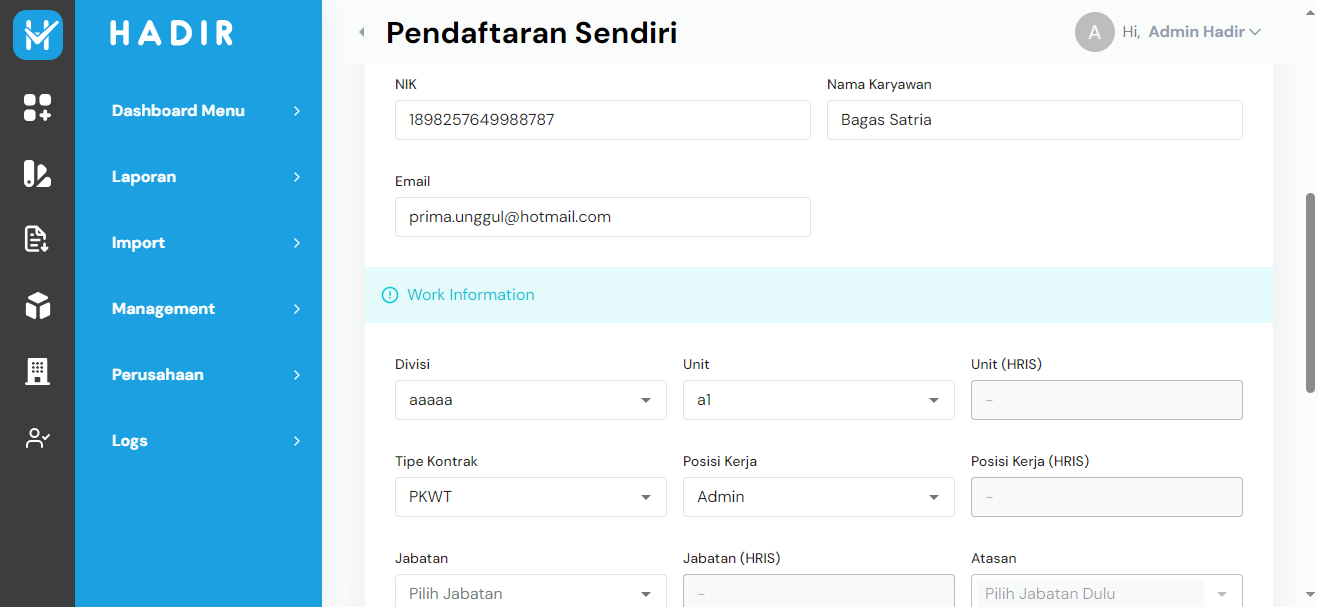 HADIR
Pendaftaran Sendiri
A
Hi, Admin Hadir
Dashboard Menu
Laporan
Import
Management
Perusahaan
Logs
NIK
Nama Karyawan
1898257649988787
Bagas Satria
Email
prima.unggul@hotmail.com
Work Information
Divisi
Unit
Unit (HRIS)
aaaaa
a1
-
Tipe Kontrak
Posisi Kerja
Posisi Kerja (HRIS)
PKWT
Admin
-
Jabatan
Jabatan (HRIS)
Atasan
Pilih Jabatan
-
Pilih Jabatan Dulu